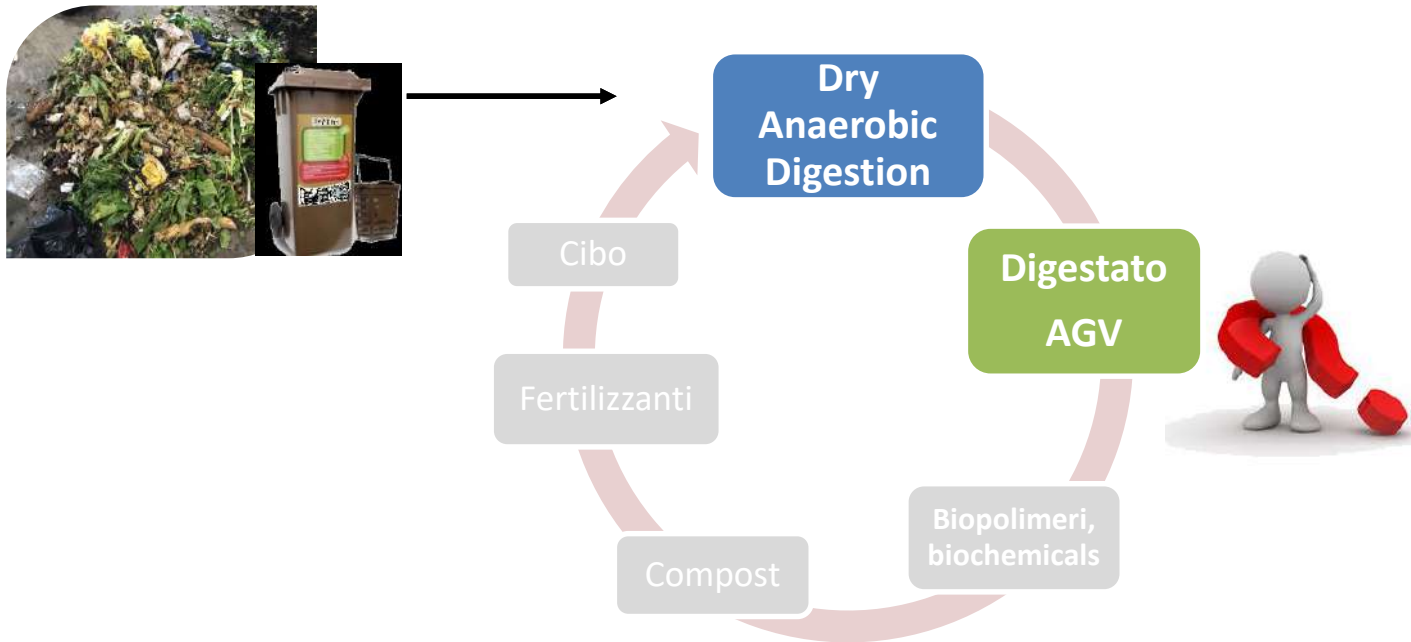 Dry
Anaerobic
Digestion
Digestato
AGV
Biopolimeri,
biochemicals
Compost
Fertilizzanti
Cibo